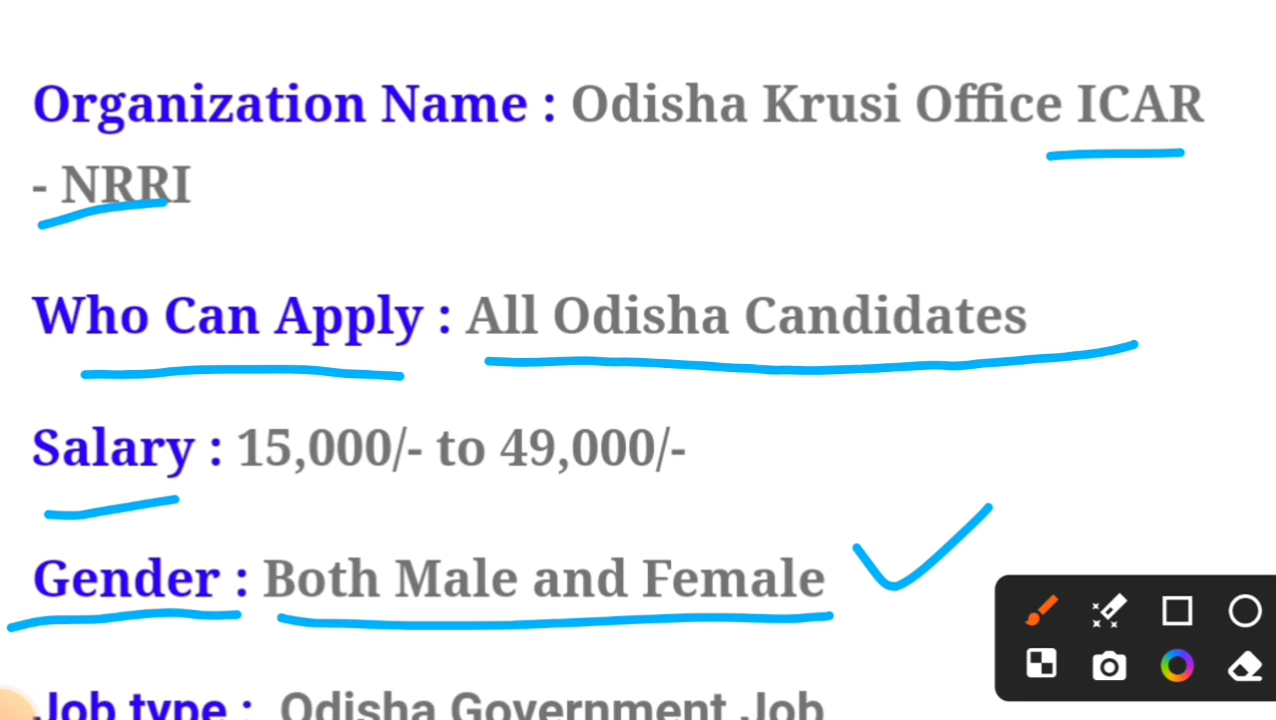 Organization Name : Odisha Krusi Office ICAR
- NRRI
Who Can Apply : All Odisha Candidates
Salary : 15,000/- to 49,000/-
Gender : Both Male and Female
Job type : Odisha Government Job